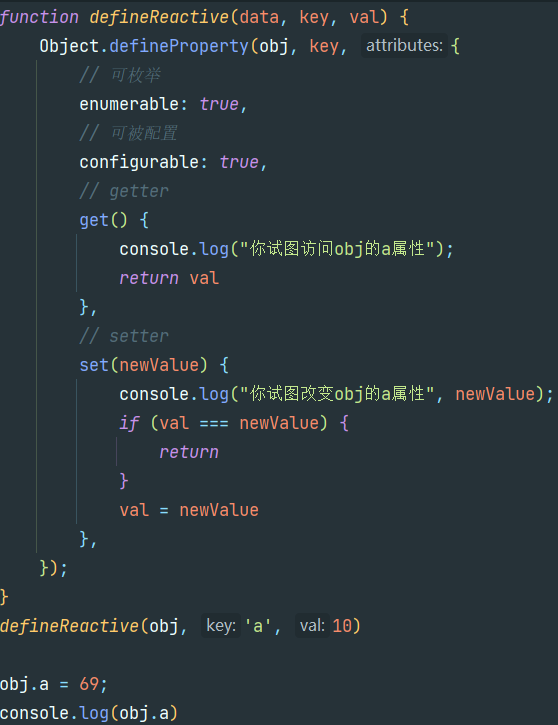 function defineReactive(data, key, val) {
    Object.defineProperty(obj, key, attributes: {
        // 可枚举
        enumerable: true,
        // 可被配置
        configurable: true,
        // getter
        get() {
            console.log("你试图访问obj的a属性");
            return val
        },
        // setter
        set(newValue) {
            console.log("你试图改变obj的a属性", newValue);
            if (val === newValue) {
                return
            }
            val = newValue
        },
    });
}
defineReactive(obj, key: 'a', val: 10)

obj.a = 69;
console.log(obj.a)